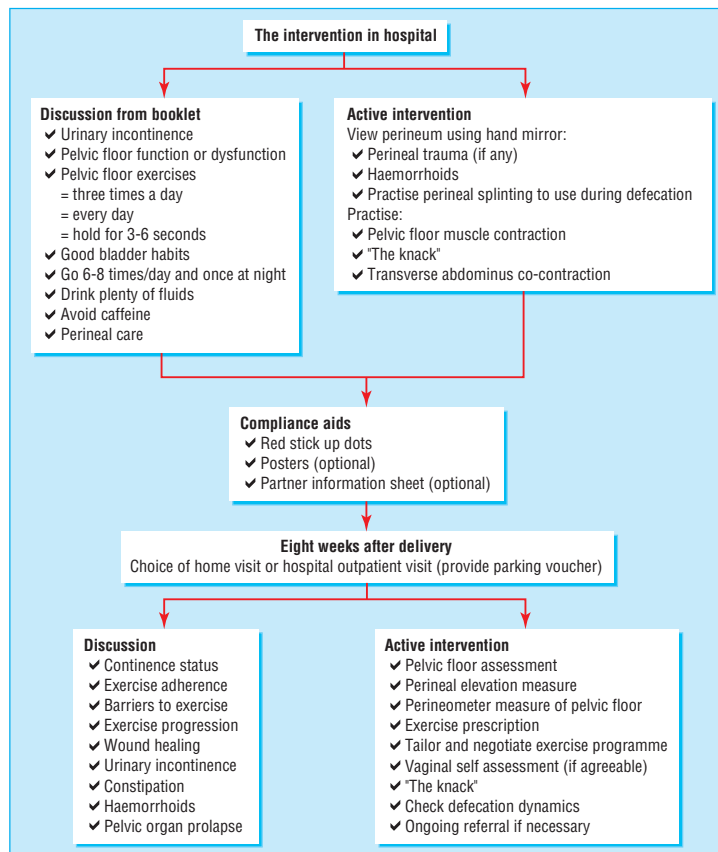 The intervention in hospital
Discussion from booklet
✔ Urinary incontinence
✔ Pelvic floor function or dysfunction
✔ Pelvic floor exercises
= three times a day
= every day
= hold for 3-6 seconds
✔ Good bladder habits
✔ Go 6-8 times/day and once at night
✔ Drink plenty of fluids
✔ Avoid caffeine
✔ Perineal care
Active intervention
View perineum using hand mirror:
✔ Perineal trauma (if any)
✔ Haemorrhoids
✔ Practise perineal splinting to use during defecation
Practise:
✔ Pelvic floor muscle contraction
✔ "The knack"
✔ Transverse abdominus co-contraction
Compliance aids
✔ Red stick up dots
✔ Posters (optional)
✔ Partner information sheet (optional)
Eight weeks after delivery
Choice of home visit or hospital outpatient visit (provide parking voucher)
Discussion
✔ Continence status
✔ Exercise adherence
✔ Barriers to exercise
✔ Exercise progression
✔ Wound healing
✔ Urinary incontinence
✔ Constipation
✔ Haemorrhoids
✔ Pelvic organ prolapse
Active intervention
✔ Pelvic floor assessment
✔ Perineal elevation measure
✔ Perineometer measure of pelvic floor
✔ Exercise prescription
✔ Tailor and negotiate exercise programme
✔ Vaginal self assessment (if agreeable)
✔ "The knack"
✔ Check defecation dynamics
✔ Ongoing referral if necessary